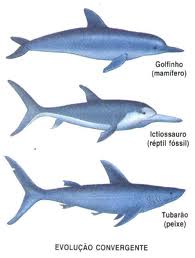 Golfinho
(mamífero)
Ictiossauro
(réptil fóssil)
Tubarão
(peixe)
EVOLUÇÃO CONVERGENTE